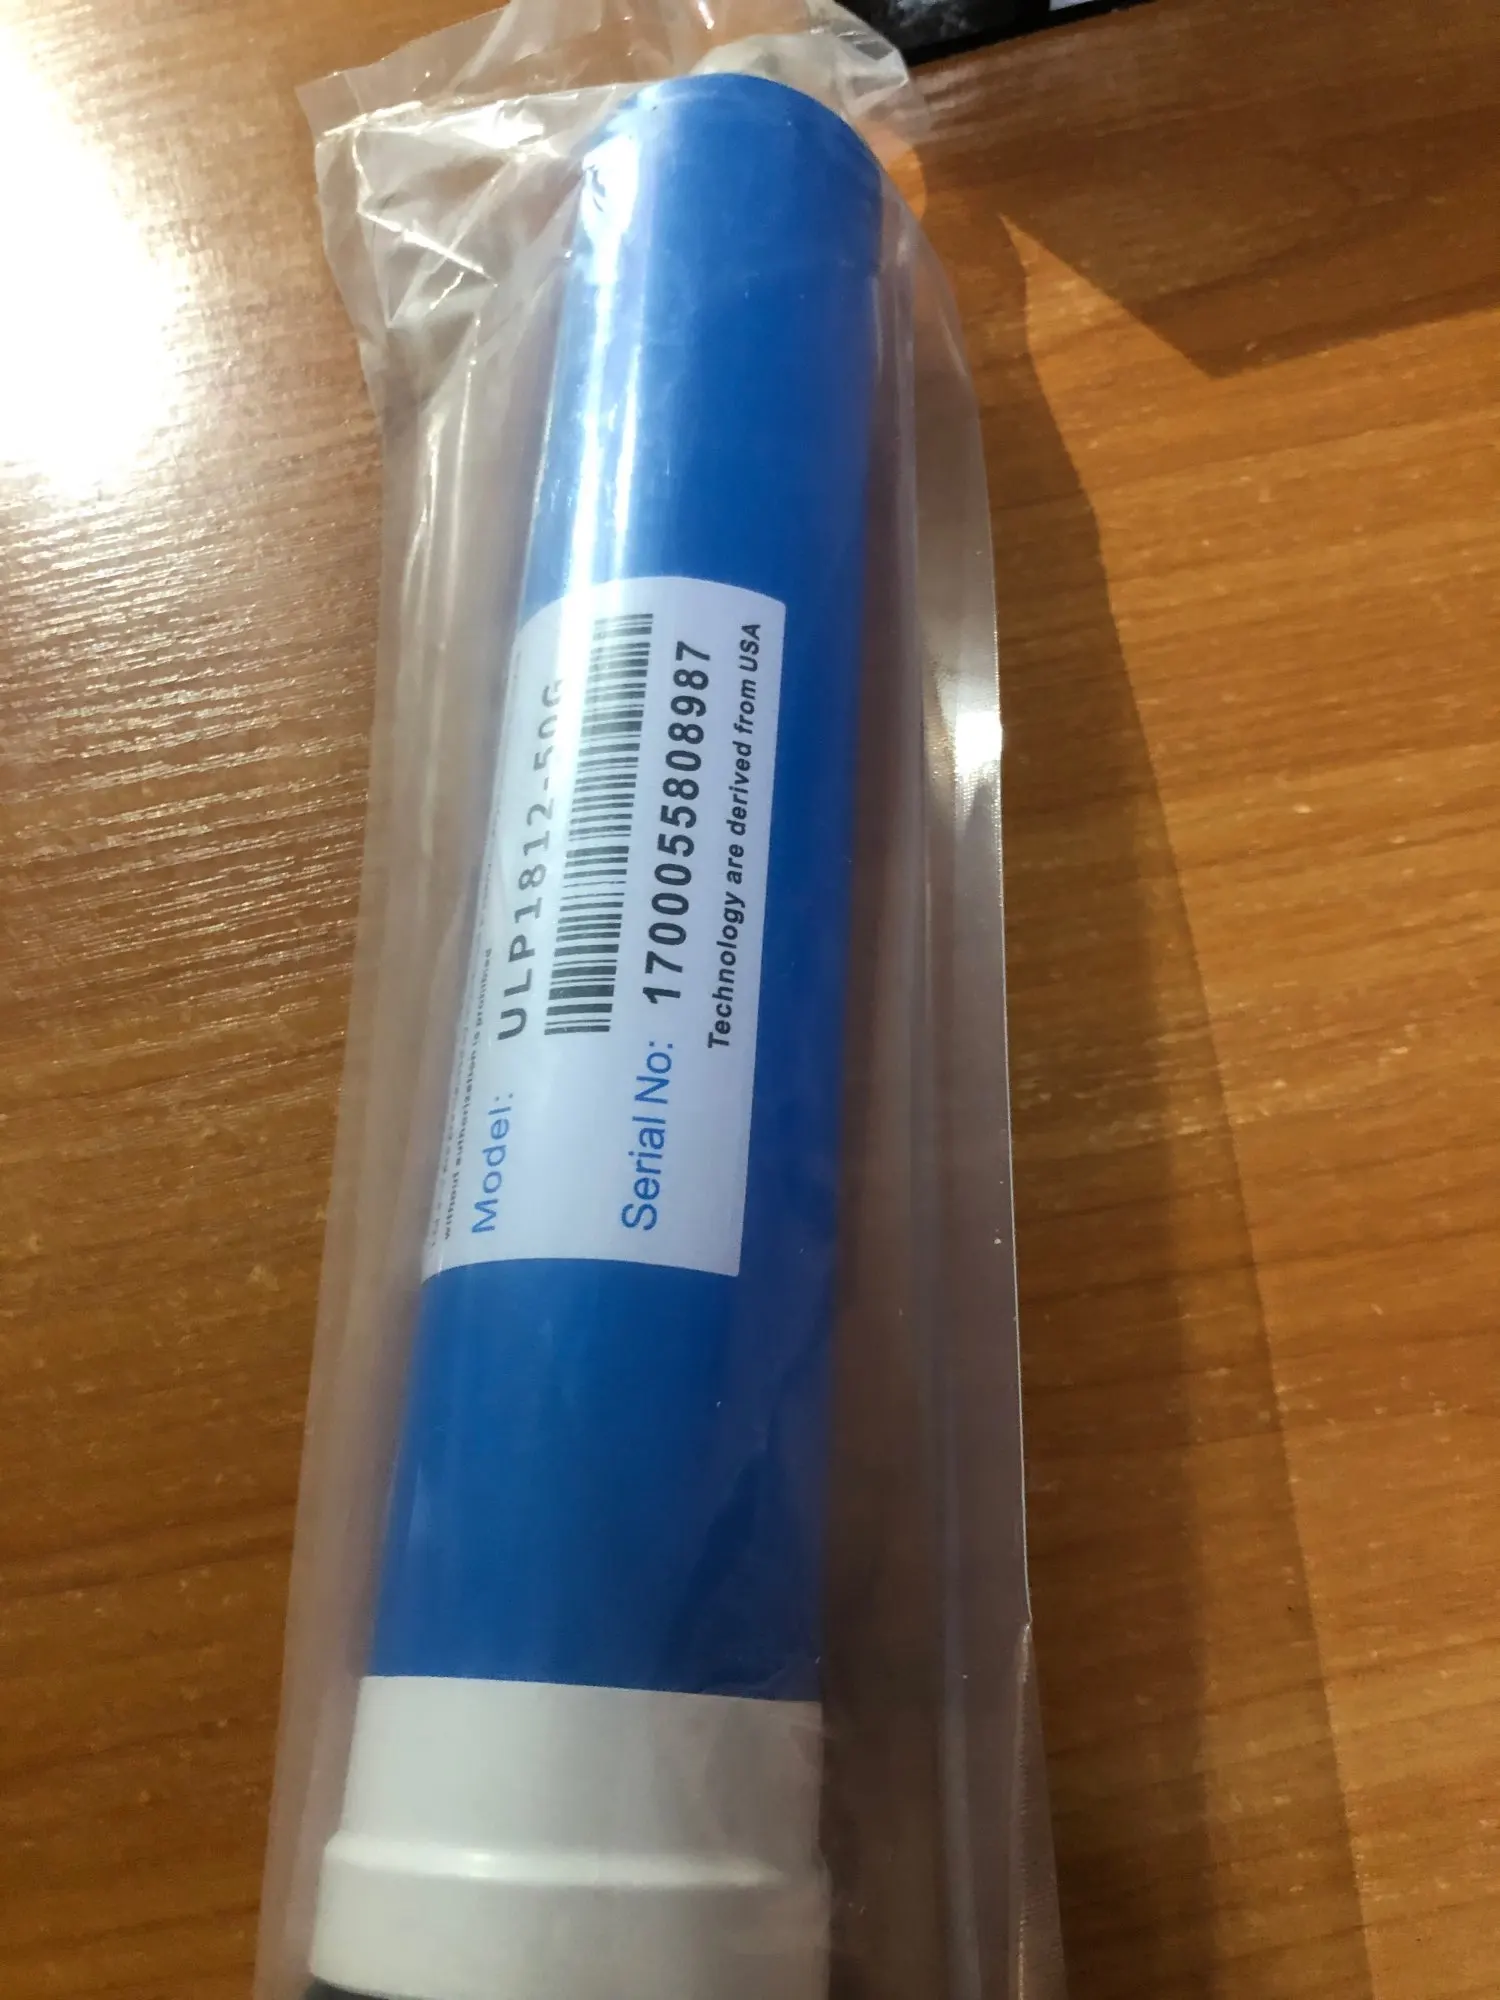 without authorization is prohibited
Model: ULP1812-50G
Serial No: 1700055808987
Technology are derived from USA